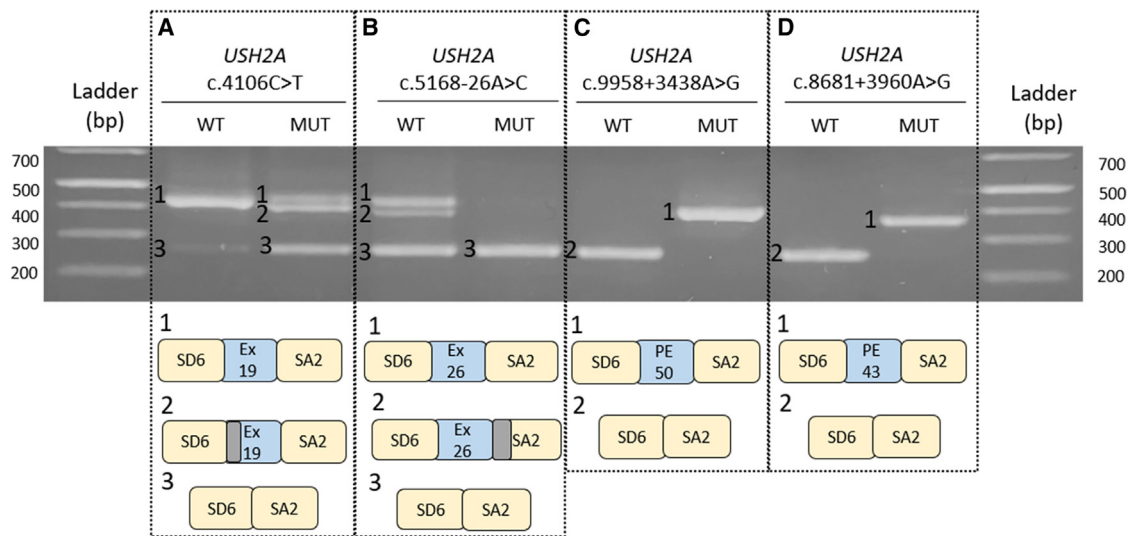 A
USH2A
c.4106C>T
WT MUT
B
USH2A
c.5168-26A>C
WT MUT
C
USH2A
c.9958+3438A>G
WT MUT
D
USH2A
c.8681+3960A>G
WT MUT
Ladder
(bp)
700
500
400
300
200
Ladder
(bp)
700
500
400
300
200
1
3
1
2
3
1
2
3
3
2
1
2
1
1
SD6 Ex 19 SA2
2
SD6 Ex 19 SA2
3
SD6 SA2
1
SD6 Ex 26 SA2
2
SD6 Ex 26 SA2
3
SD6 SA2
1
SD6 PE 50 SA2
2
SD6 SA2
1
SD6 PE 43 SA2
2
SD6 SA2